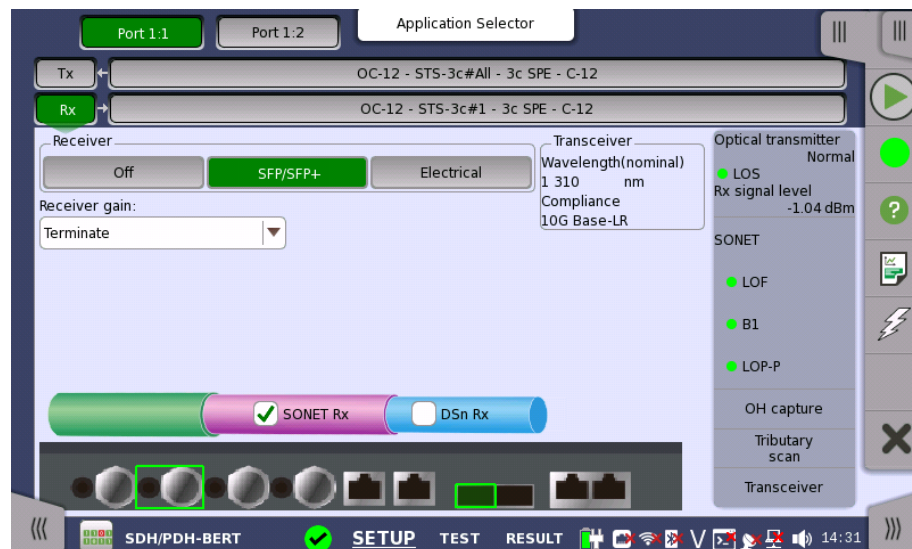 Application Selector
Port 1:1
Port 1:2
Tx
OC-12 - STS-3c#All - 3c SPE - C-12
Rx
OC-12 - STS-3c#1 - 3c SPE - C-12
Receiver
Off
SFP/SFP+
Electrical
Receiver gain:
Terminate
Transceiver
Wavelength(nominal)
1 310 nm
Compliance
10G Base-LR
Optical transmitter
Normal
LOS
Rx signal level
-1.04 dBm
SONET
LOF
B1
LOP-P
OH capture
Tributary
scan
Transceiver
SONET Rx
DSn Rx
SDH/PDH-BERT
SETUP
TEST
RESULT
14:31